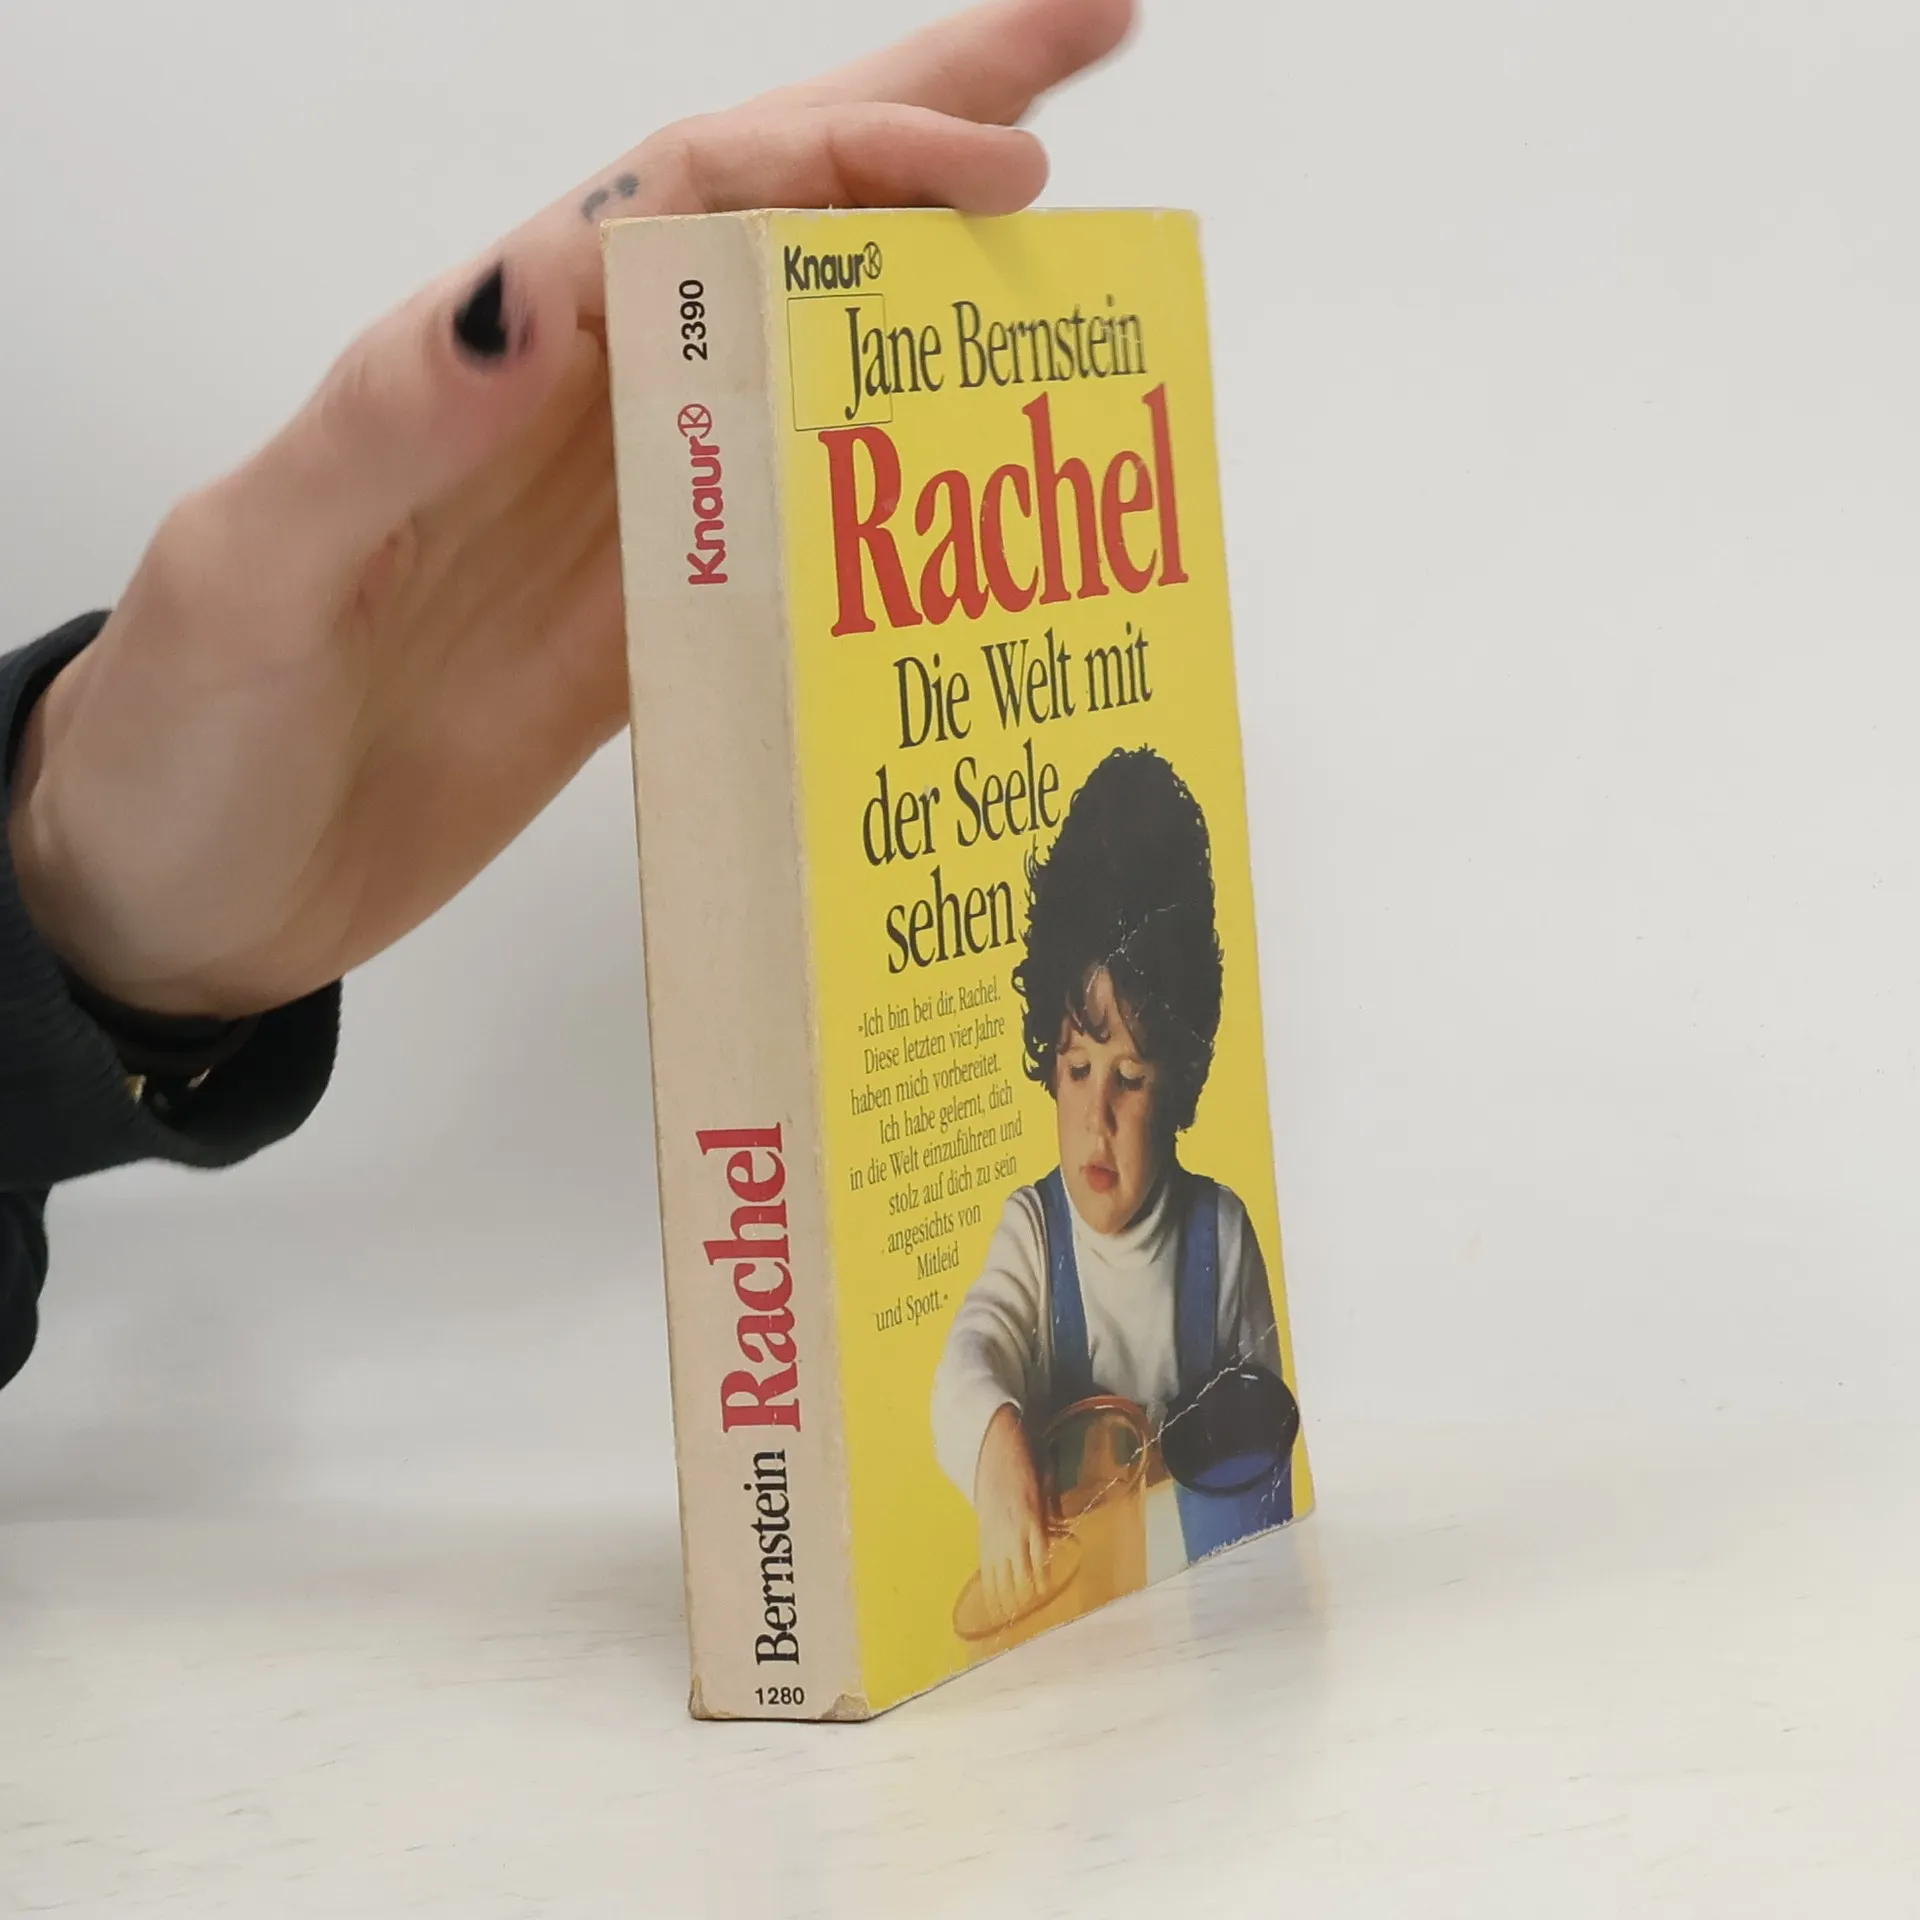 2390
Knaur
Rachel
Bernstein
1280
Knaur
Jane Bernstein
Rachel
Die Welt mit
der Seele
sehen
»Ich bin bei dir, Rachel.
Diese letzten vier Jahre
haben mich vorbereitet.
Ich habe gelernt, dich
in die Welt einzuführen und
stolz auf dich zu sein
angesichts von
Mitleid
und Spott.«